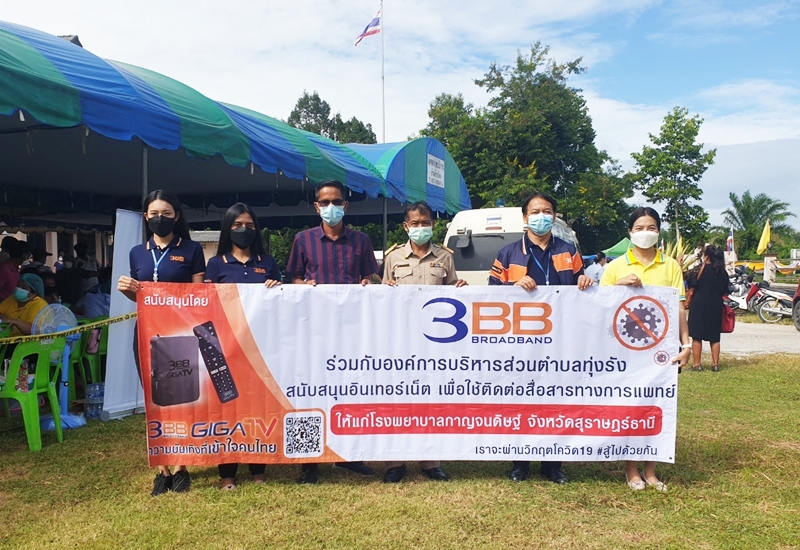 สนับสนุนโดย
3BB
GIGATV
3BB GIGATV
BROADBAND
ความบันเทิงที่เข้าใจคนไทย
3BB
BROADBAND
ร่วมกับองค์การบริหารส่วนตำบลทุ่งรัง
สนับสนุนอินเทอร์เน็ต เพื่อใช้ติดต่อสื่อสารทางการแพทย์
ให้แก่โรงพยาบาลกาญจนดิษฐ์ จังหวัดสุราษฎร์ธานี
เราจะผ่านวิกฤตโควิด19 #สู้ไปด้วยกัน